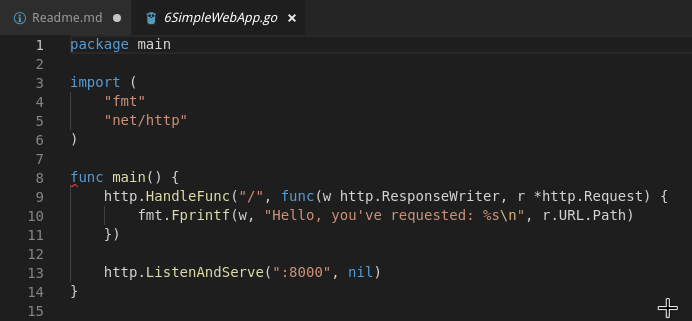 Readme.md 6SimpleWebApp.go
1 package main
2
3 import (
4     "fmt"
5     "net/http"
6 )
7
8 func main() {
9     http.HandleFunc("/", func(w http.ResponseWriter, r *http.Request) {
10         fmt.Fprintf(w, "Hello, you've requested: %s\n", r.URL.Path)
11     })
12
13     http.ListenAndServe(":8000", nil)
14 }
15